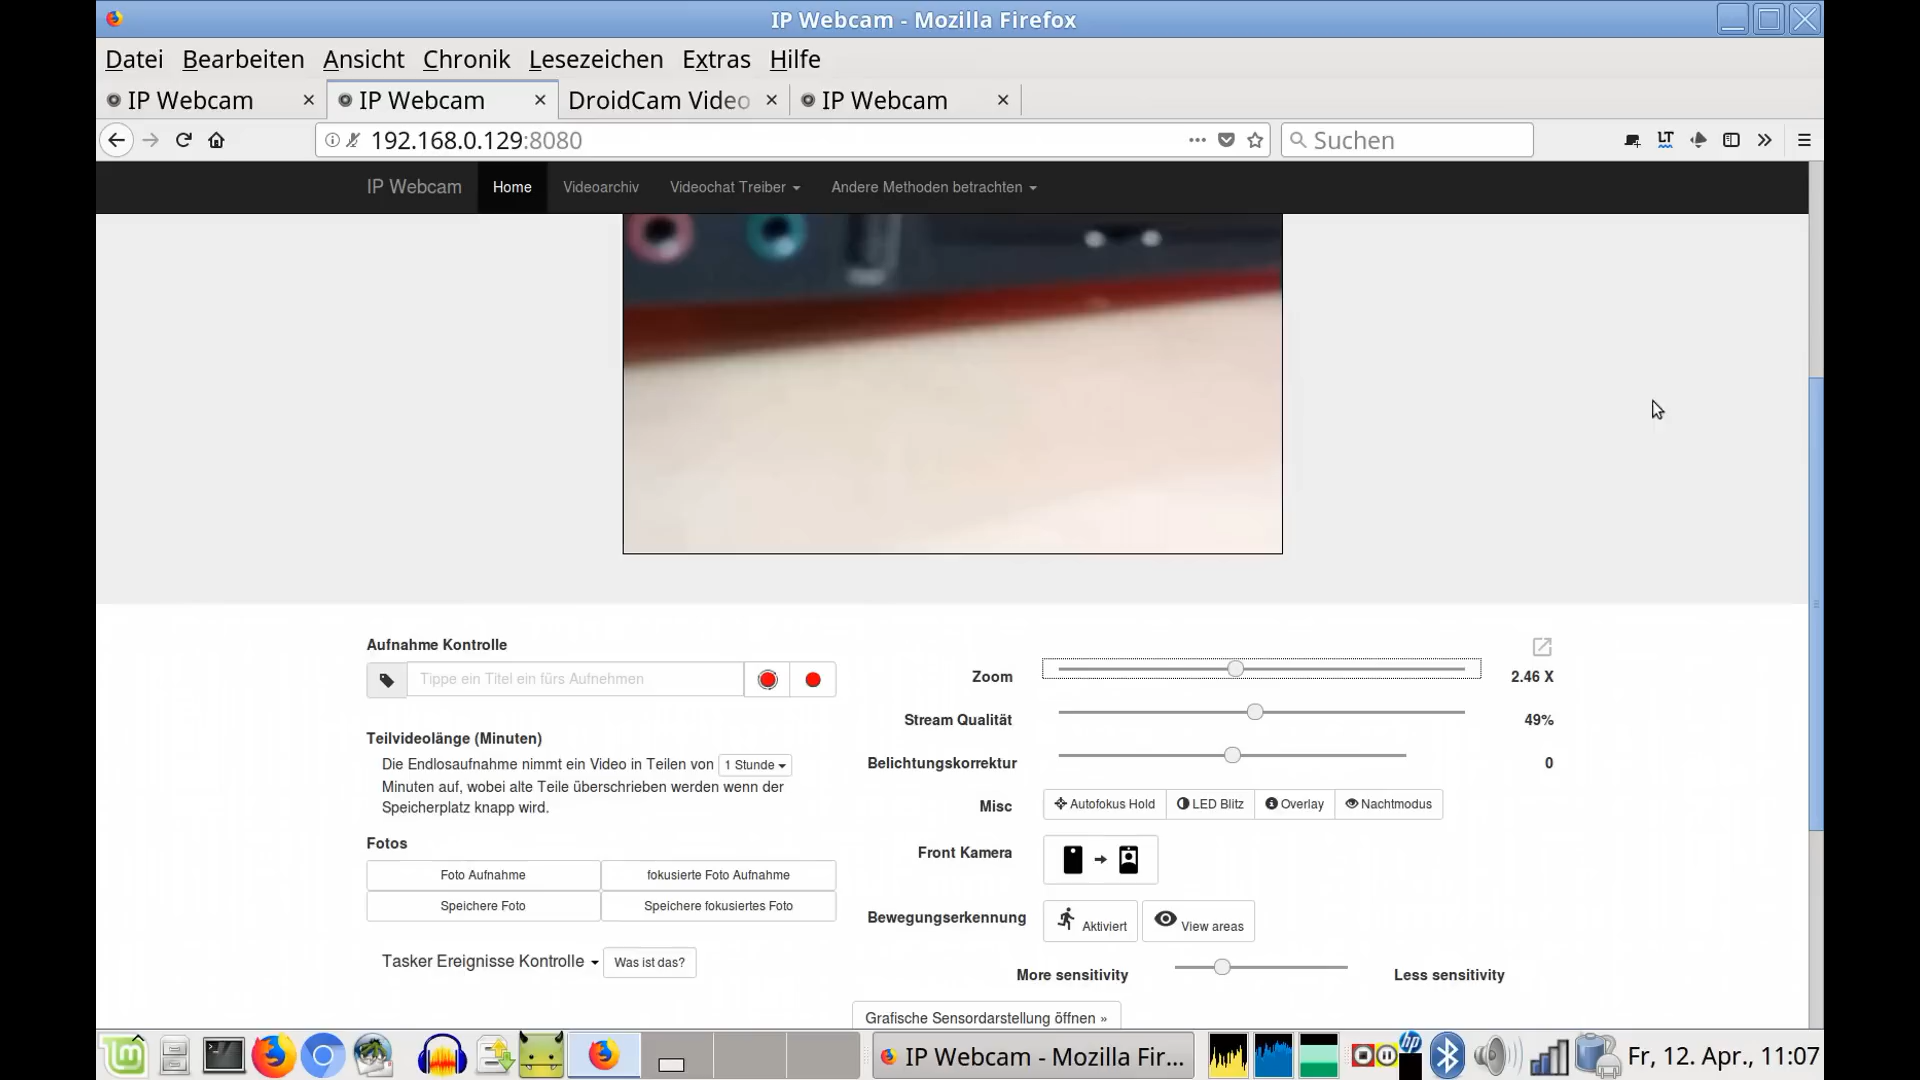 IP Webcam - Mozilla Firefox
Datei Bearbeiten Ansicht Chronik Lesezeichen Extras Hilfe
IP Webcam IP Webcam DroidCam Video IP Webcam
192.168.0.129:8080 Suchen LT
IP Webcam Home Videoarchiv Videochat Treiber Andere Methoden betrachten
Aufnahme Kontrolle
Tippe ein Titel ein fürs Aufnehmen
Teilvideolänge (Minuten)
Die Endlosaufnahme nimmt ein Video in Teilen von 1 Stunde
Minuten auf, wobei alte Teile überschrieben werden wenn der
Speicherplatz knapp wird.
Fotos
Foto Aufnahme fokusierte Foto Aufnahme
Speichere Foto Speichere fokusiertes Foto
Tasker Ereignisse Kontrolle Was ist das?
Zoom 2.46 X
Stream Qualität 49%
Belichtungskorrektur 0
Misc Autofokus Hold LED Blitz Overlay Nachtmodus
Front Kamera
Bewegungserkennung Aktiviert View areas
More sensitivity Less sensitivity
Grafische Sensordarstellung öffnen »
IP Webcam - Mozilla Fir... hp Fr, 12. Apr., 11:07